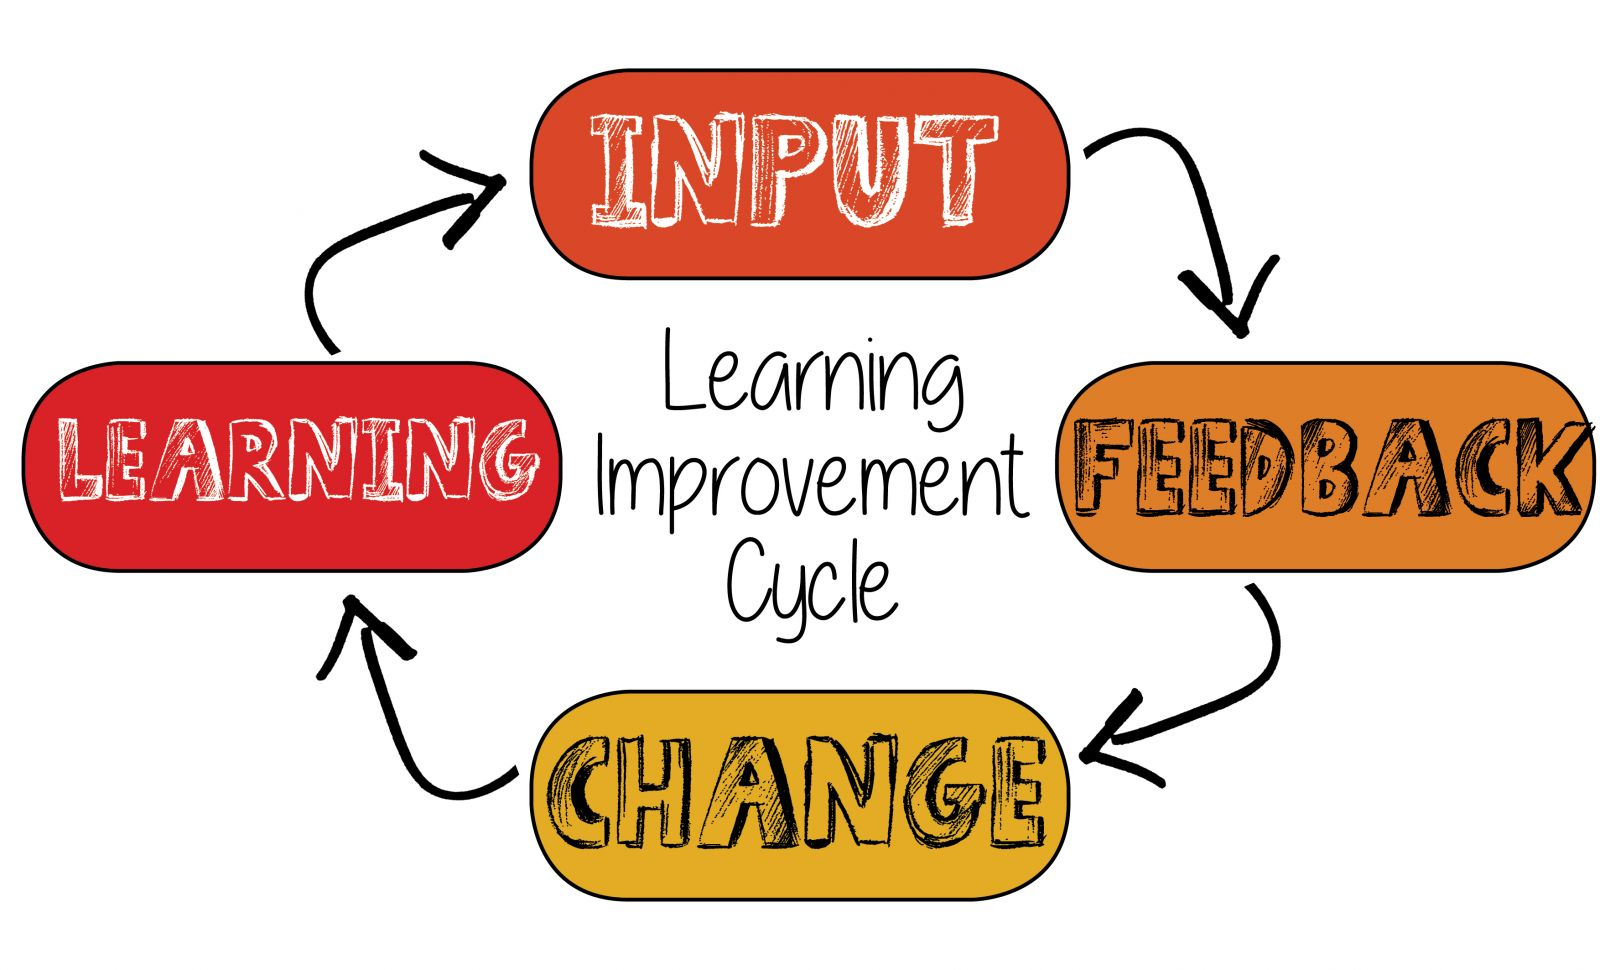 INPUT
Learning
Improvement
Cycle
LEARNING
FEEDBACK
CHANGE